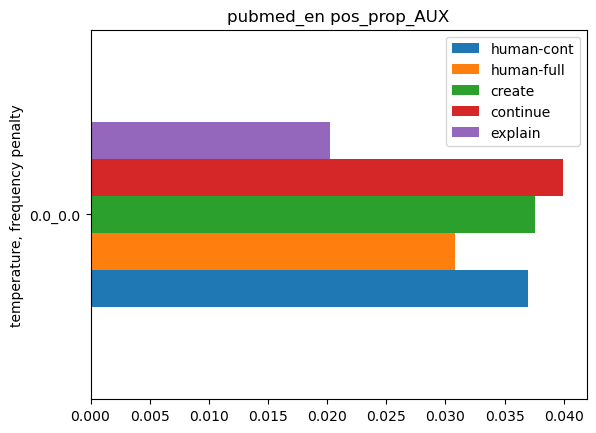 pubmed_en pos_prop_AUX
human-cont
human-full
create
continue
explain
temperature, frequency penalty
0.0_0.0
0.000 0.005 0.010 0.015 0.020 0.025 0.030 0.035 0.040